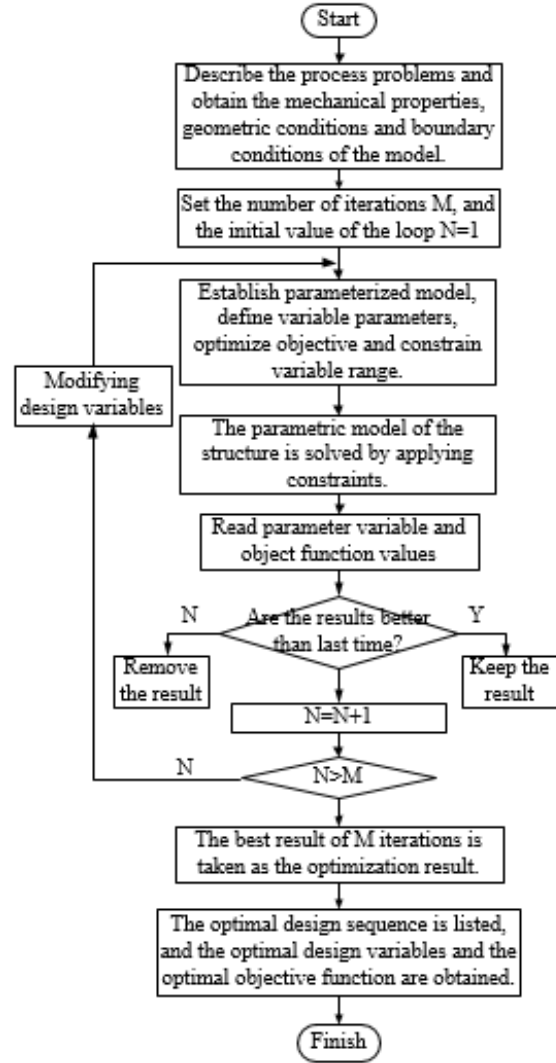 Start
Describe the process problems and
obtain the mechanical properties,
geometric conditions and boundary
conditions of the model.
Set the number of iterions M, and
the initial value of the loop N=1
Establish parameterized model,
define variable parameters,
optimize objective and constrain
variable range.
Modifying
design variables
The parametric model of the
structure is solved by applying
constraints.
Read parameter variable and
object function values
N
Are the results better
than last time?
Y
Remove
the result
Keep the
result
N=N+1
N
N>M
The best result of M iterations is
taken as the optimization result.
The optimal design sequence is listed,
and the optimal design variables and the
optimal objective function are obtained.
Finish